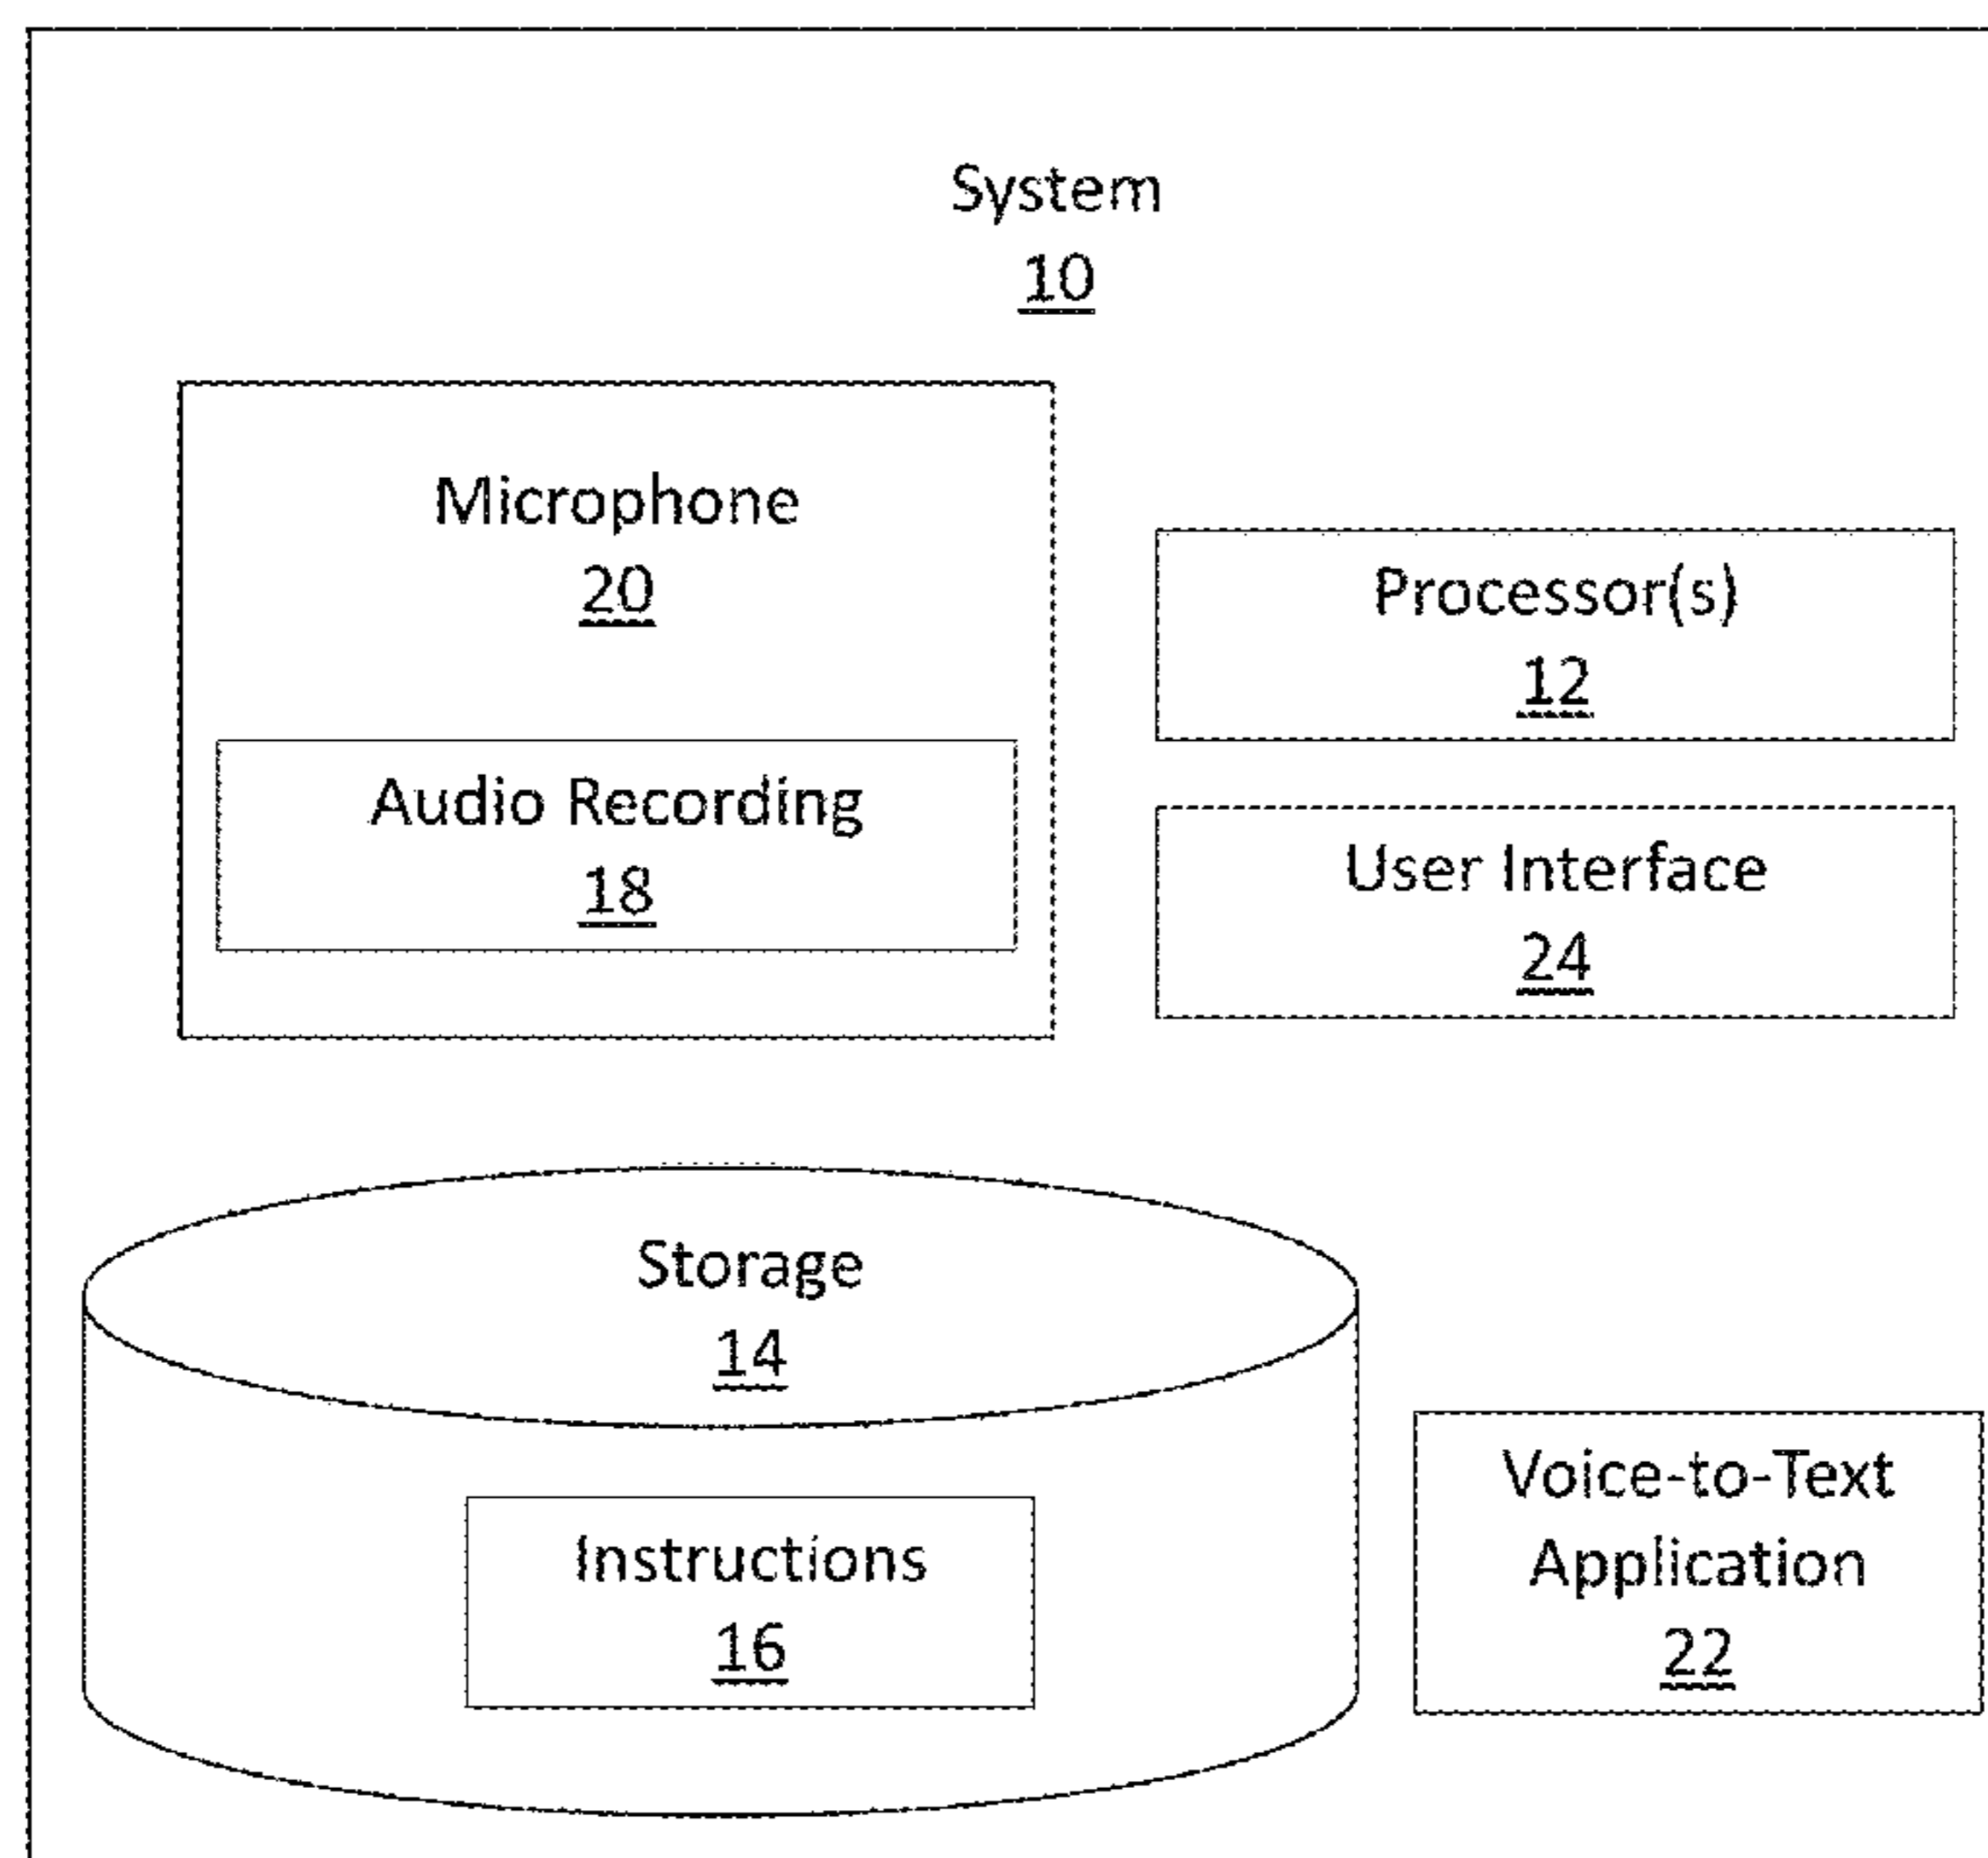 System
10
Microphone
20
Audio Recording
18
Processor(s)
12
User Interface
24
Storage
14
Instructions
16
Voice-to-Text
Application
22